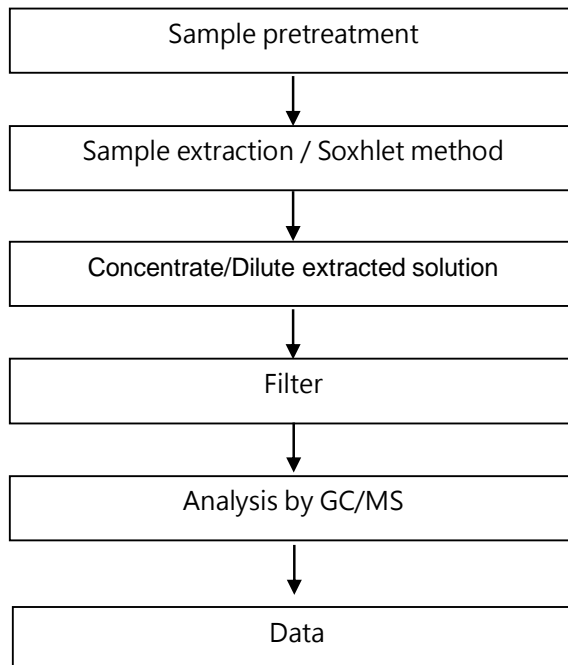 Sample pretreatment
Sample extraction / Soxhlet method
Concentrate/Dilute extracted solution
Filter
Analysis by GC/MS
Data